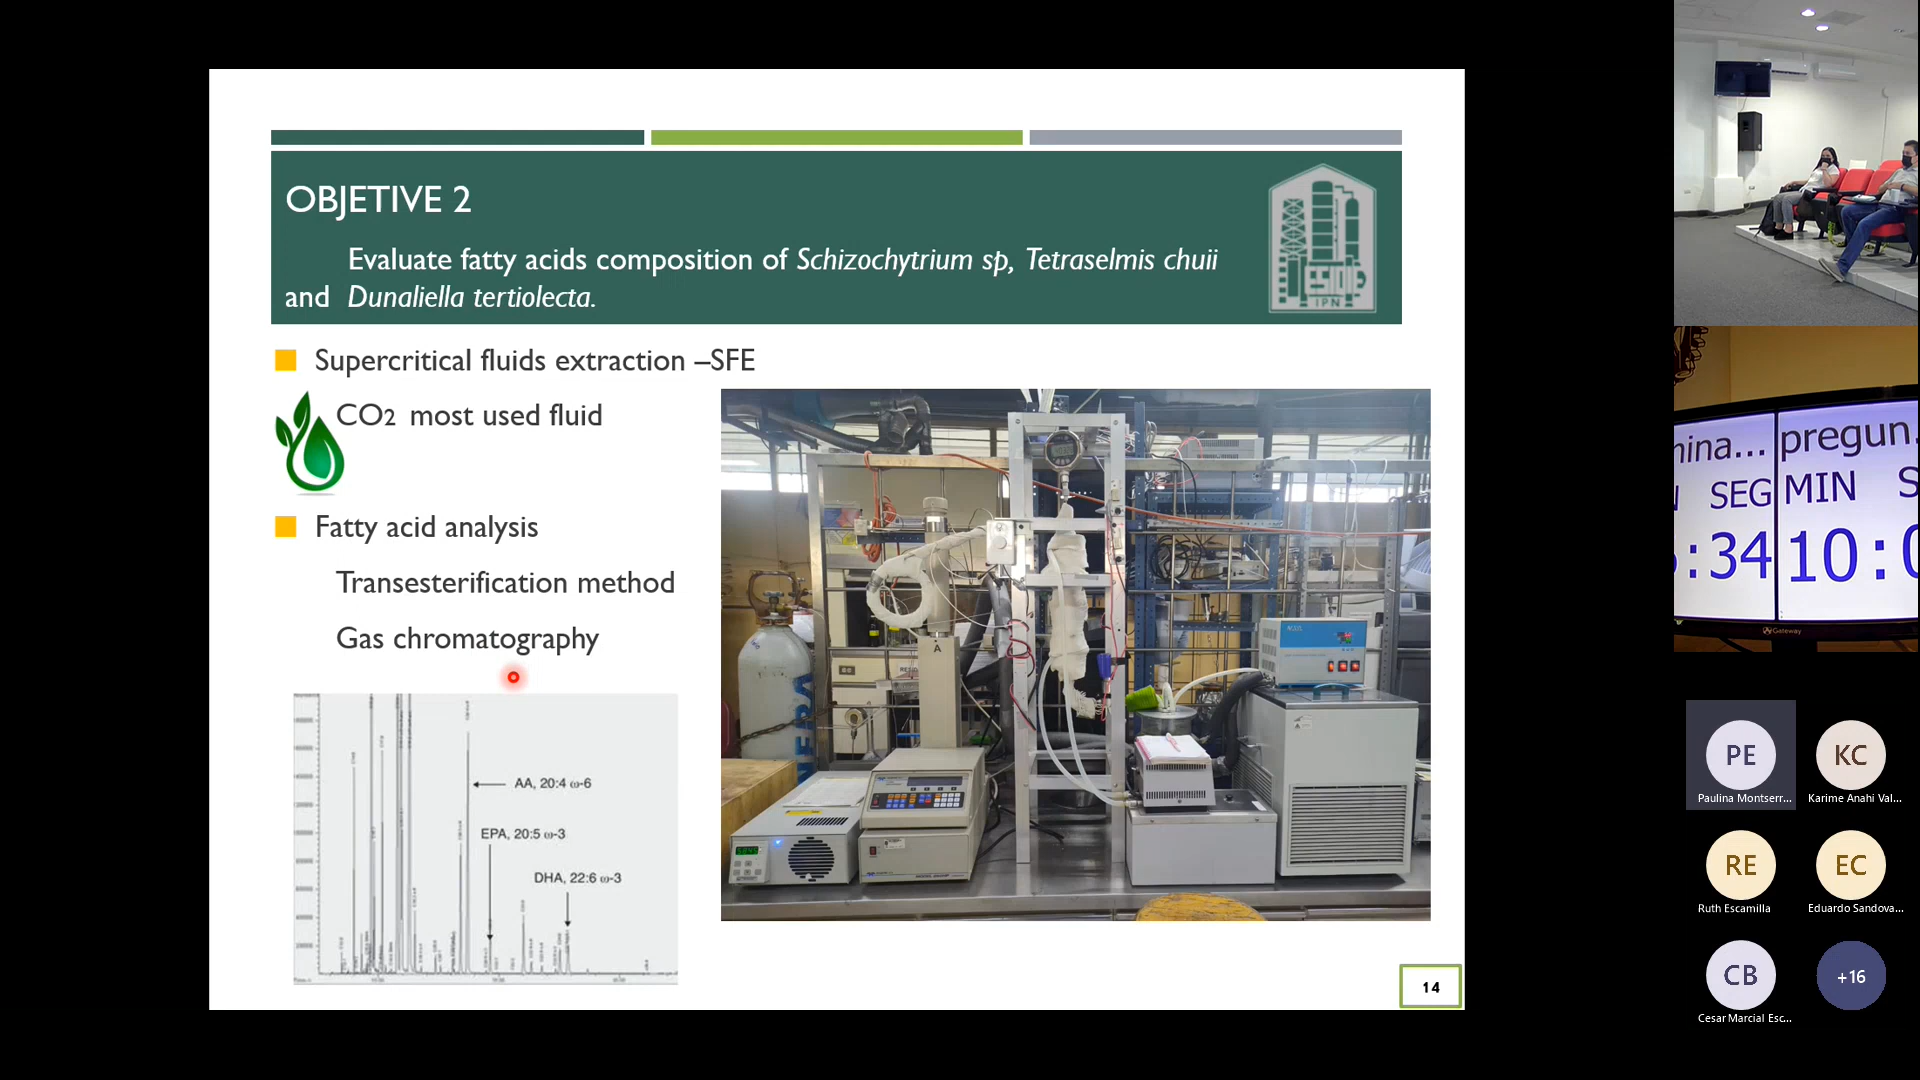 OBJETIVE 2
Evaluate fatty acids composition of Schizochytrium sp, Tetraselmis chuii
and Dunaliella tertiolecta.
ESIQIE
IPN
Supercritical fluids extraction –SFE
CO2 most used fluid
Fatty acid analysis
Transesterification method
Gas chromatography
AA, 20:4 ω-6
EPA, 20:5 ω-3
DHA, 22:6 ω-3
A
14
pregun.
SEG MIN
:34 10:0
Gateway
PE
Paulina Montserr...
KC
Karime Anahi Val...
RE
Ruth Escamilla
EC
Eduardo Sandova...
CB
Cesar Marcial Esc...
+16